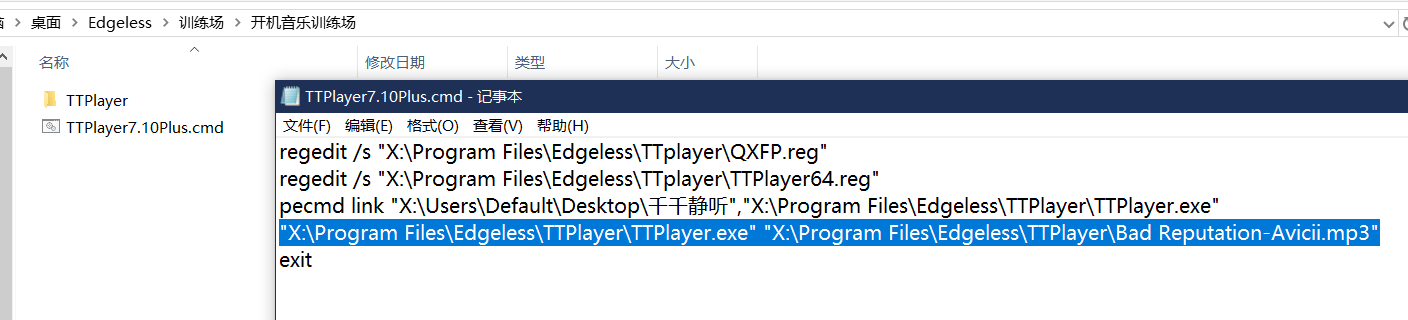 桌面 > Edgeless > 训练场 > 开机音乐训练场
名称 修改日期 类型 大小
TTPlayer
TTPlayer7.10Plus.cmd
TTPlayer7.10Plus.cmd - 记事本
文件(F) 编辑(E) 格式(O) 查看(V) 帮助(H)
regedit /s "X:\Program Files\Edgeless\TTplayer\QXFP.reg"
regedit /s "X:\Program Files\Edgeless\TTplayer\TTPlayer64.reg"
pecmd link "X:\Users\Default\Desktop\千千静听","X:\Program Files\Edgeless\TTPlayer\TTPlayer.exe"
"X:\Program Files\Edgeless\TTPlayer\TTPlayer.exe" "X:\Program Files\Edgeless\TTPlayer\Bad Reputation-Avicii.mp3"
exit